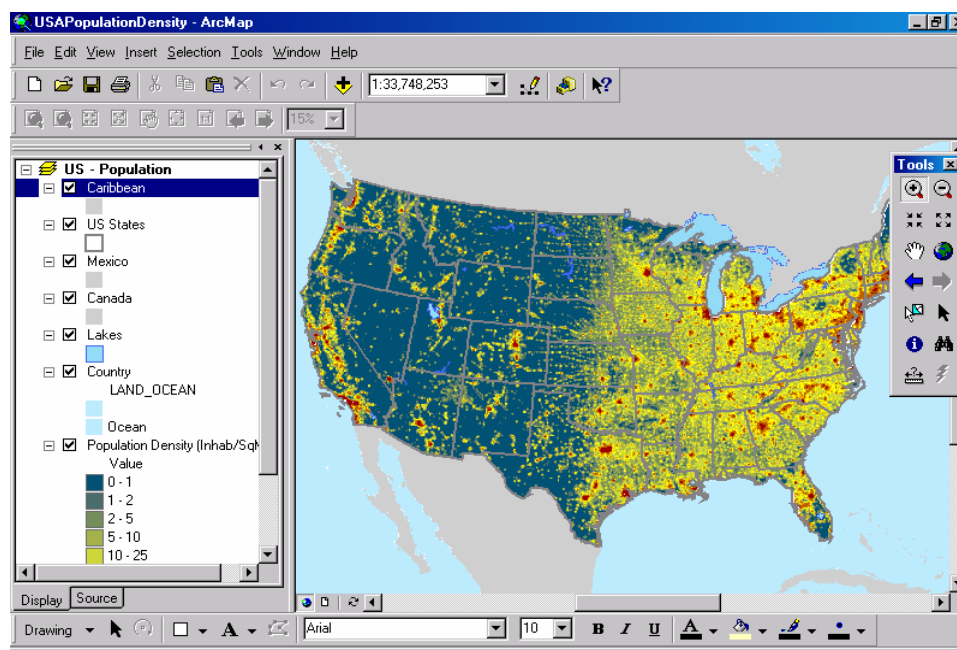 USAPopulationDensity - ArcMap
File Edit View Insert Selection Tools Window Help
1:33,748,253
15%
US - Population
Caribbean
US States
Mexico
Canada
Lakes
Country
LAND_OCEAN
Ocean
Population Density (Inhab/Sq
Value
0 - 1
1 - 2
2 - 5
5 - 10
10 - 25
Display Source
Tools
Drawing A Arial 10 B I U A